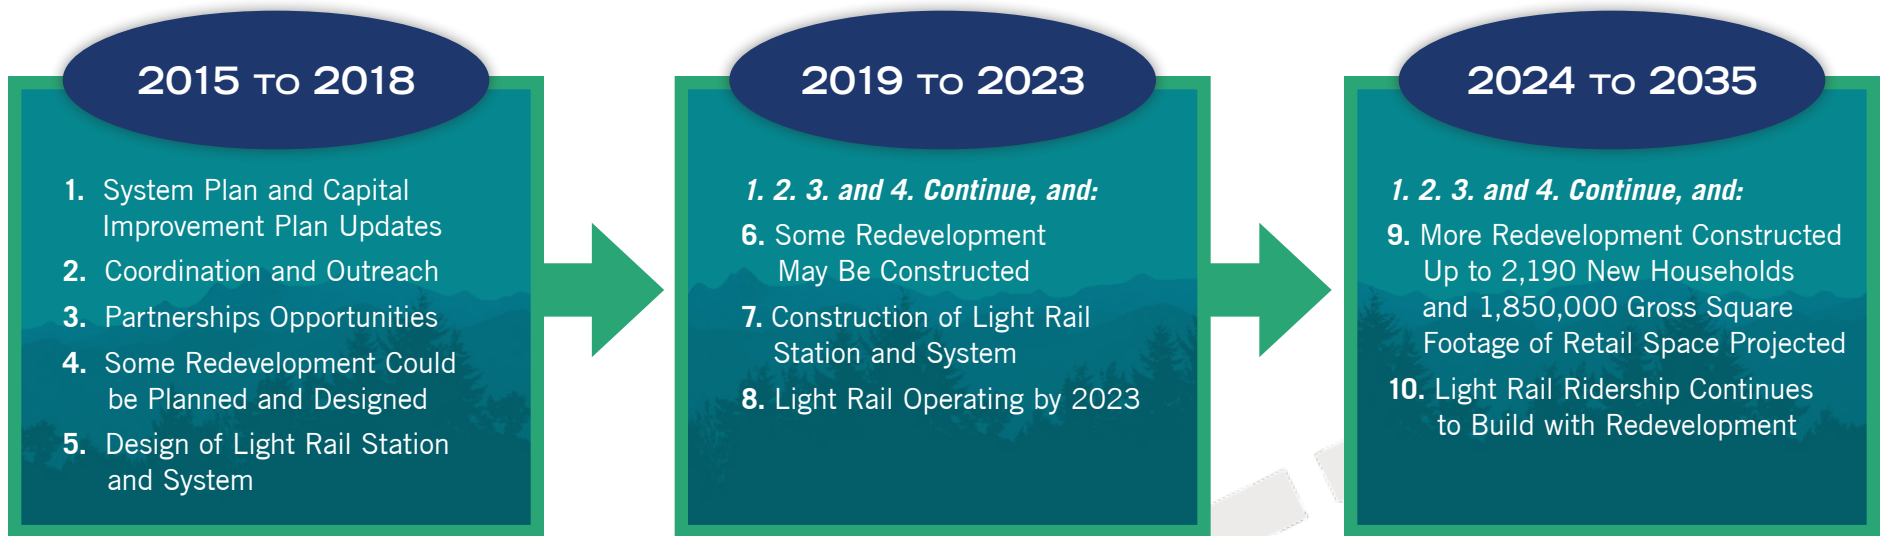 2015 TO 2018
1. System Plan and Capital
Improvement Plan Updates
2. Coordination and Outreach
3. Partnerships Opportunities
4. Some Redevelopment Could
be Planned and Designed
5. Design of Light Rail Station
and System
2019 TO 2023
1. 2. 3. and 4. Continue, and:
6. Some Redevelopment
May Be Constructed
7. Construction of Light Rail
Station and System
8. Light Rail Operating by 2023
2024 TO 2035
1. 2. 3. and 4. Continue, and:
9. More Redevelopment Constructed
Up to 2,190 New Households
and 1,850,000 Gross Square
Footage of Retail Space Projected
10. Light Rail Ridership Continues
to Build with Redevelopment